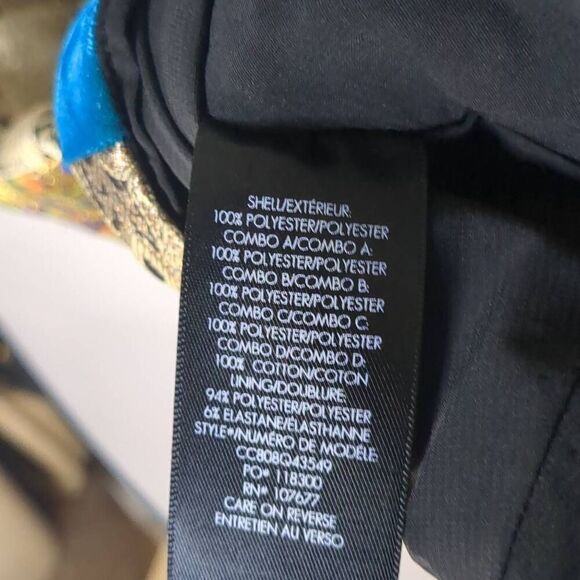 SHELL/EXTÉRIEUR:
100% POLYESTER/POLYESTER
COMBO A/COMBO A:
100% POLYESTER/POLYESTER
COMBO B/COMBO B:
100% POLYESTER/POLYESTER
COMBO C/COMBO C:
100% POLYESTER/POLYESTER
COMBO D/COMBO D:
100% COTTON/COTON
LINING/DOUBLURE
94% POLYESTER/POLYESTER
6% ELASTANE/ÉLASTHANNE
STYLE#/NUMÉRO DE MODÈLE:
CC808Q43549
PO# 118300
RN# 107677
CARE ON REVERSE
ENTRETIEN AU VERSO